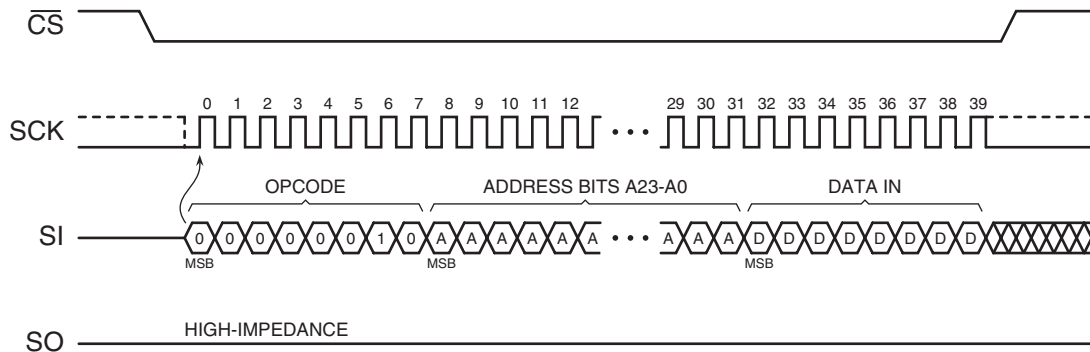 CS
0 1 2 3 4 5 6 7 8 9 10 11 12 29 30 31 32 33 34 35 36 37 38 39
SCK
OPCODE ADDRESS BITS A23-A0 DATA IN
SI 0 0 0 0 0 0 1 0 A A A A A A A A A D D D D D D D D
MSB MSB MSB
HIGH-IMPEDANCE
SO